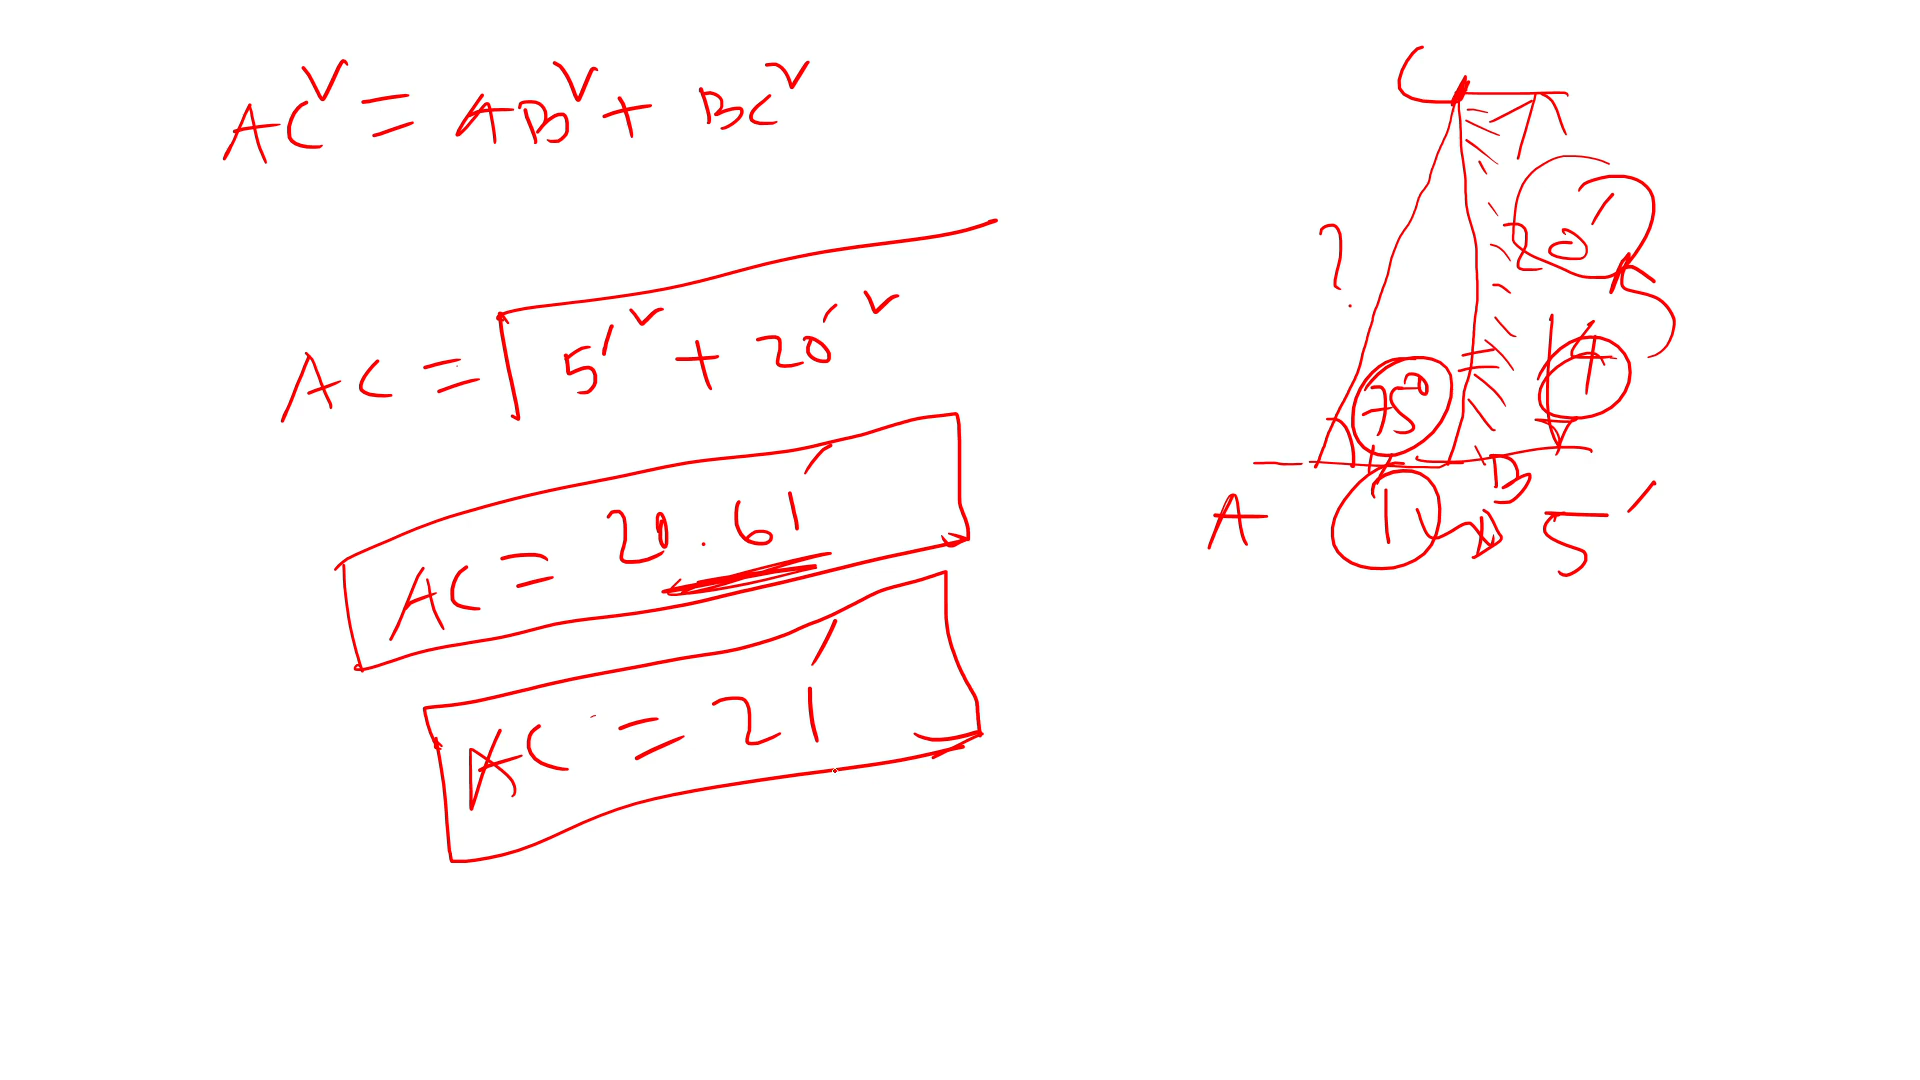 AC² = AB² + BC²
AC = √5'² + 20'²
AC = 20.61'
AC = 21'
C
20'
?
4
75°
A
1
B
5'